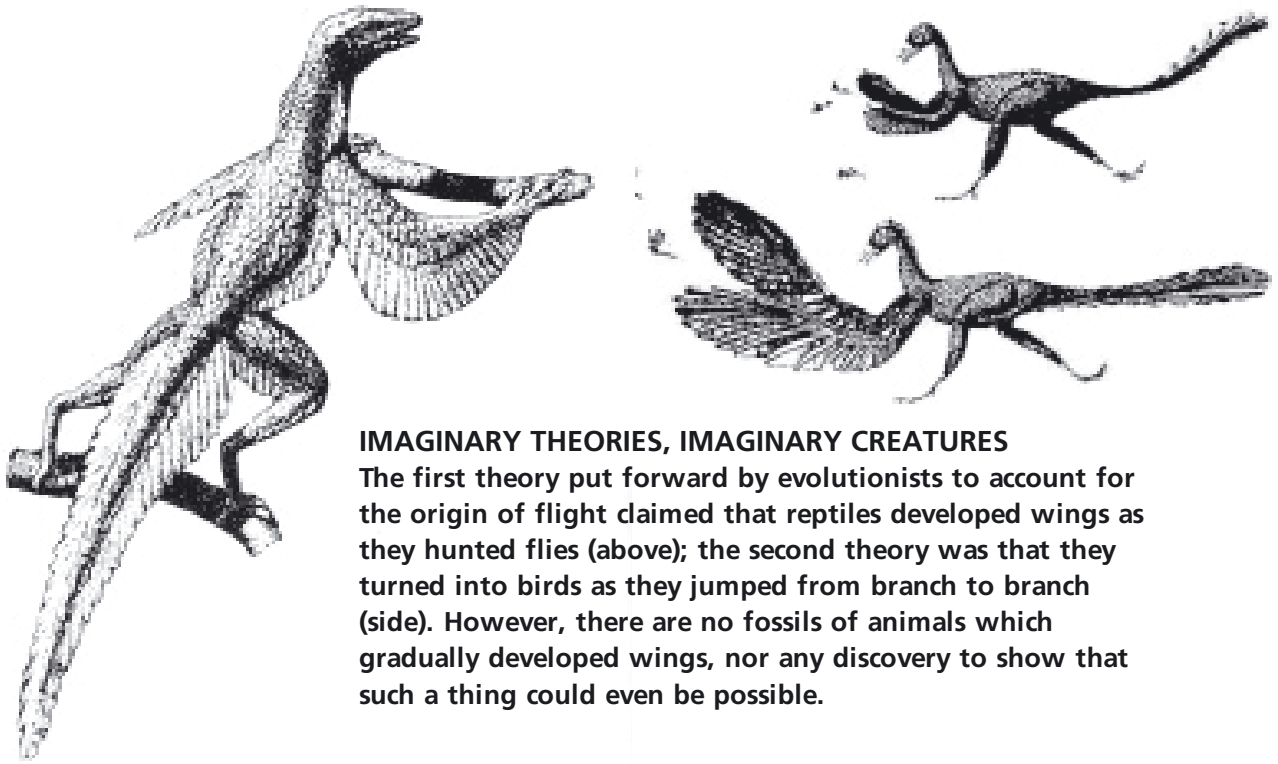 IMAGINARY THEORIES, IMAGINARY CREATURES
The first theory put forward by evolutionists to account for
the origin of flight claimed that reptiles developed wings as
they hunted flies (above); the second theory was that they
turned into birds as they jumped from branch to branch
(side). However, there are no fossils of animals which
gradually developed wings, nor any discovery to show that
such a thing could even be possible.